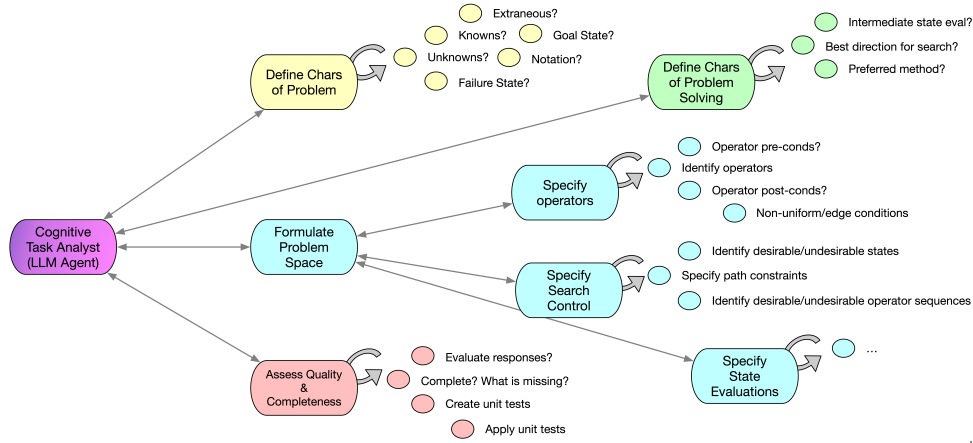 Extraneous?
Knowns?
Goal State?
Unknowns?
Notation?
Failure State?
Define Chars
of Problem
Intermediate state eval?
Best direction for search?
Preferred method?
Define Chars
of Problem
Solving
Operator pre-conds?
Identify operators
Operator post-conds?
Non-uniform/edge conditions
Specify
operators
Cognitive
Task Analyst
(LLM Agent)
Formulate
Problem
Space
Identify desirable/undesirable states
Specify path constraints
Identify desirable/undesirable operator sequences
Specify
Search
Control
Specify
State
Evaluations
...
Assess Quality
&
Completeness
Evaluate responses?
Complete? What is missing?
Create unit tests
Apply unit tests